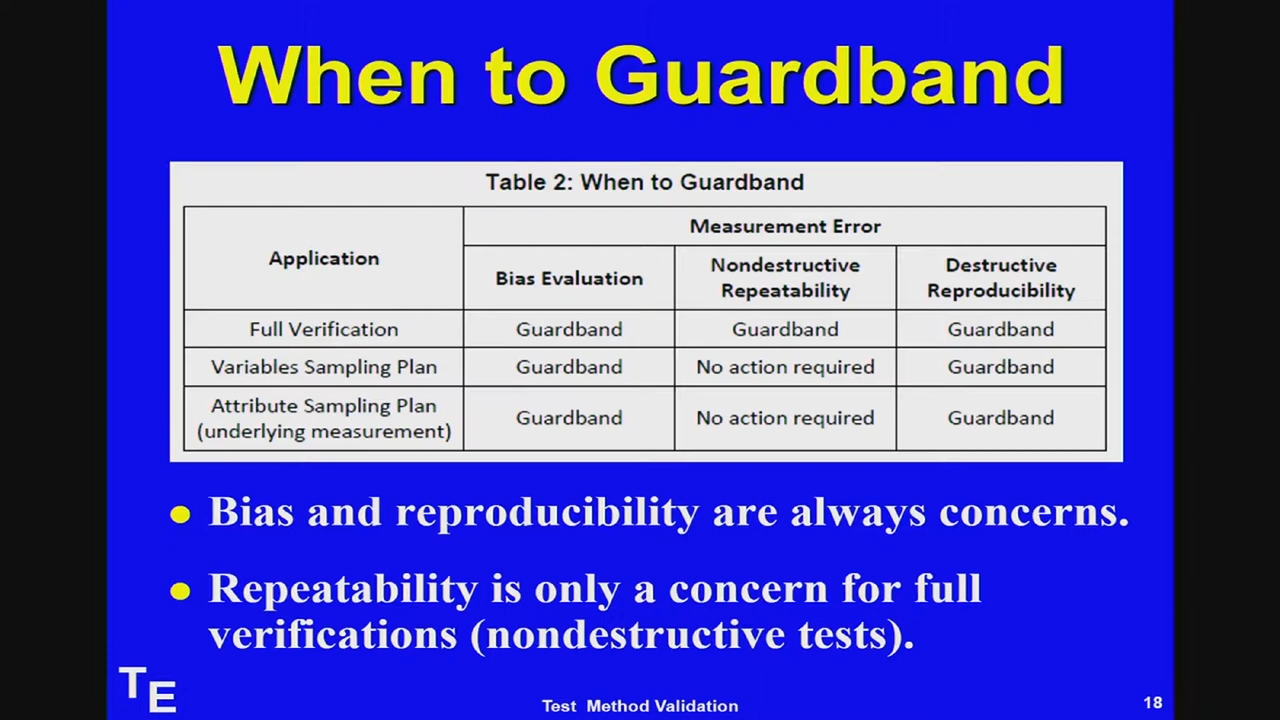 When to Guardband
Table 2: When to Guardband
Application
Measurement Error
Bias Evaluation
Nondestructive
Repeatability
Destructive
Reproducibility
Full Verification
Guardband
Guardband
Guardband
Variables Sampling Plan
Guardband
No action required
Guardband
Attribute Sampling Plan
(underlying measurement)
Guardband
No action required
Guardband
Bias and reproducibility are always concerns.
Repeatability is only a concern for full
verifications (nondestructive tests).
TE
Test Method Validation
18